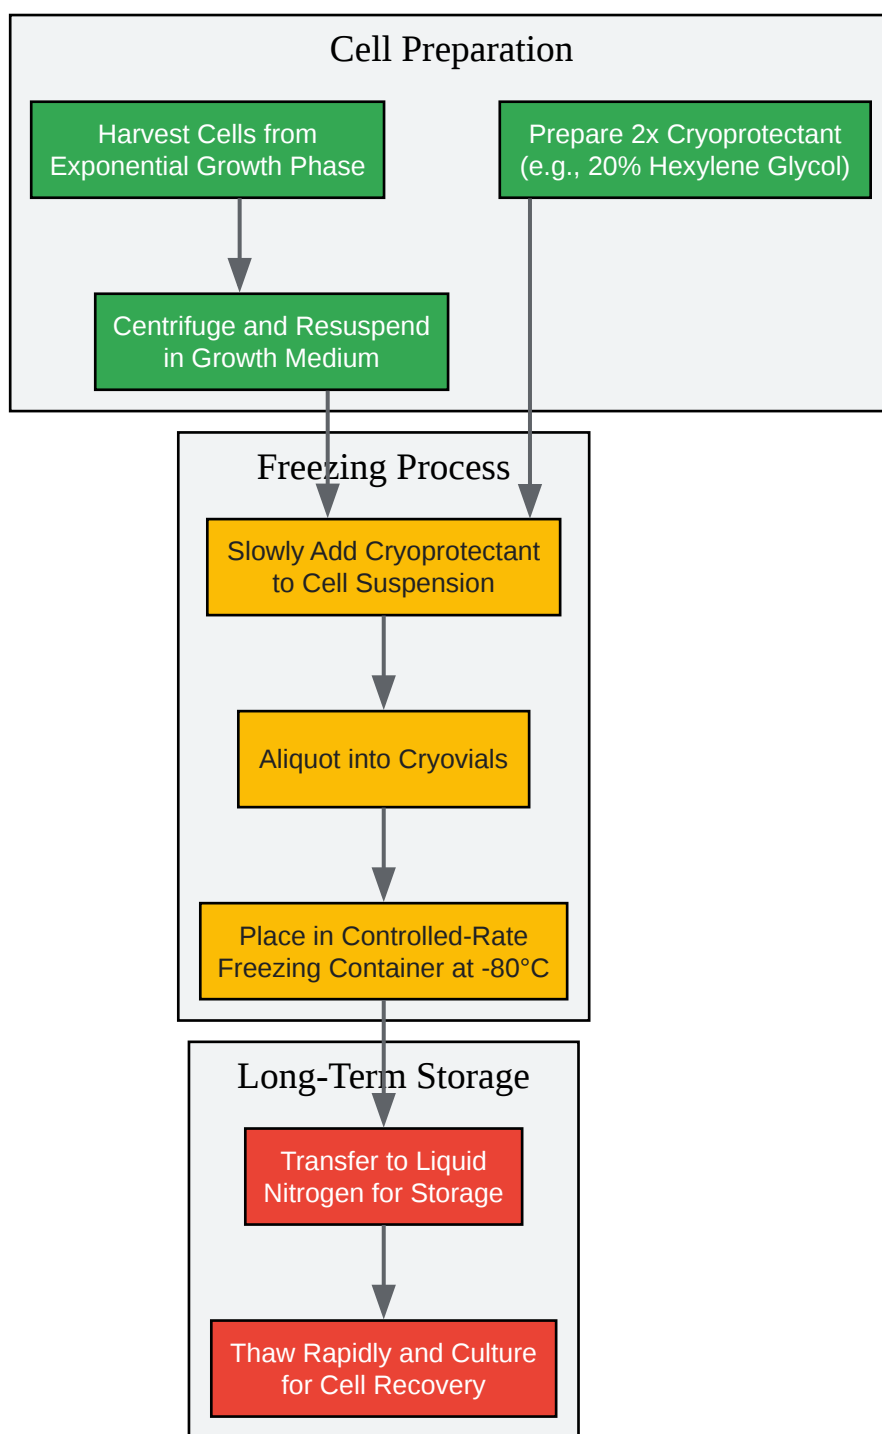 Cell Preparation
Harvest Cells from
Exponential Growth Phase
Prepare 2x Cryoprotectant
(e.g., 20% Hexylene Glycol)
Centrifuge and Resuspend
in Growth Medium
Freezing Process
Slowly Add Cryoprotectant
to Cell Suspension
Aliquot into Cryovials
Place in Controlled-Rate
Freezing Container at -80°C
Long-Term Storage
Transfer to Liquid
Nitrogen for Storage
Thaw Rapidly and Culture
for Cell Recovery